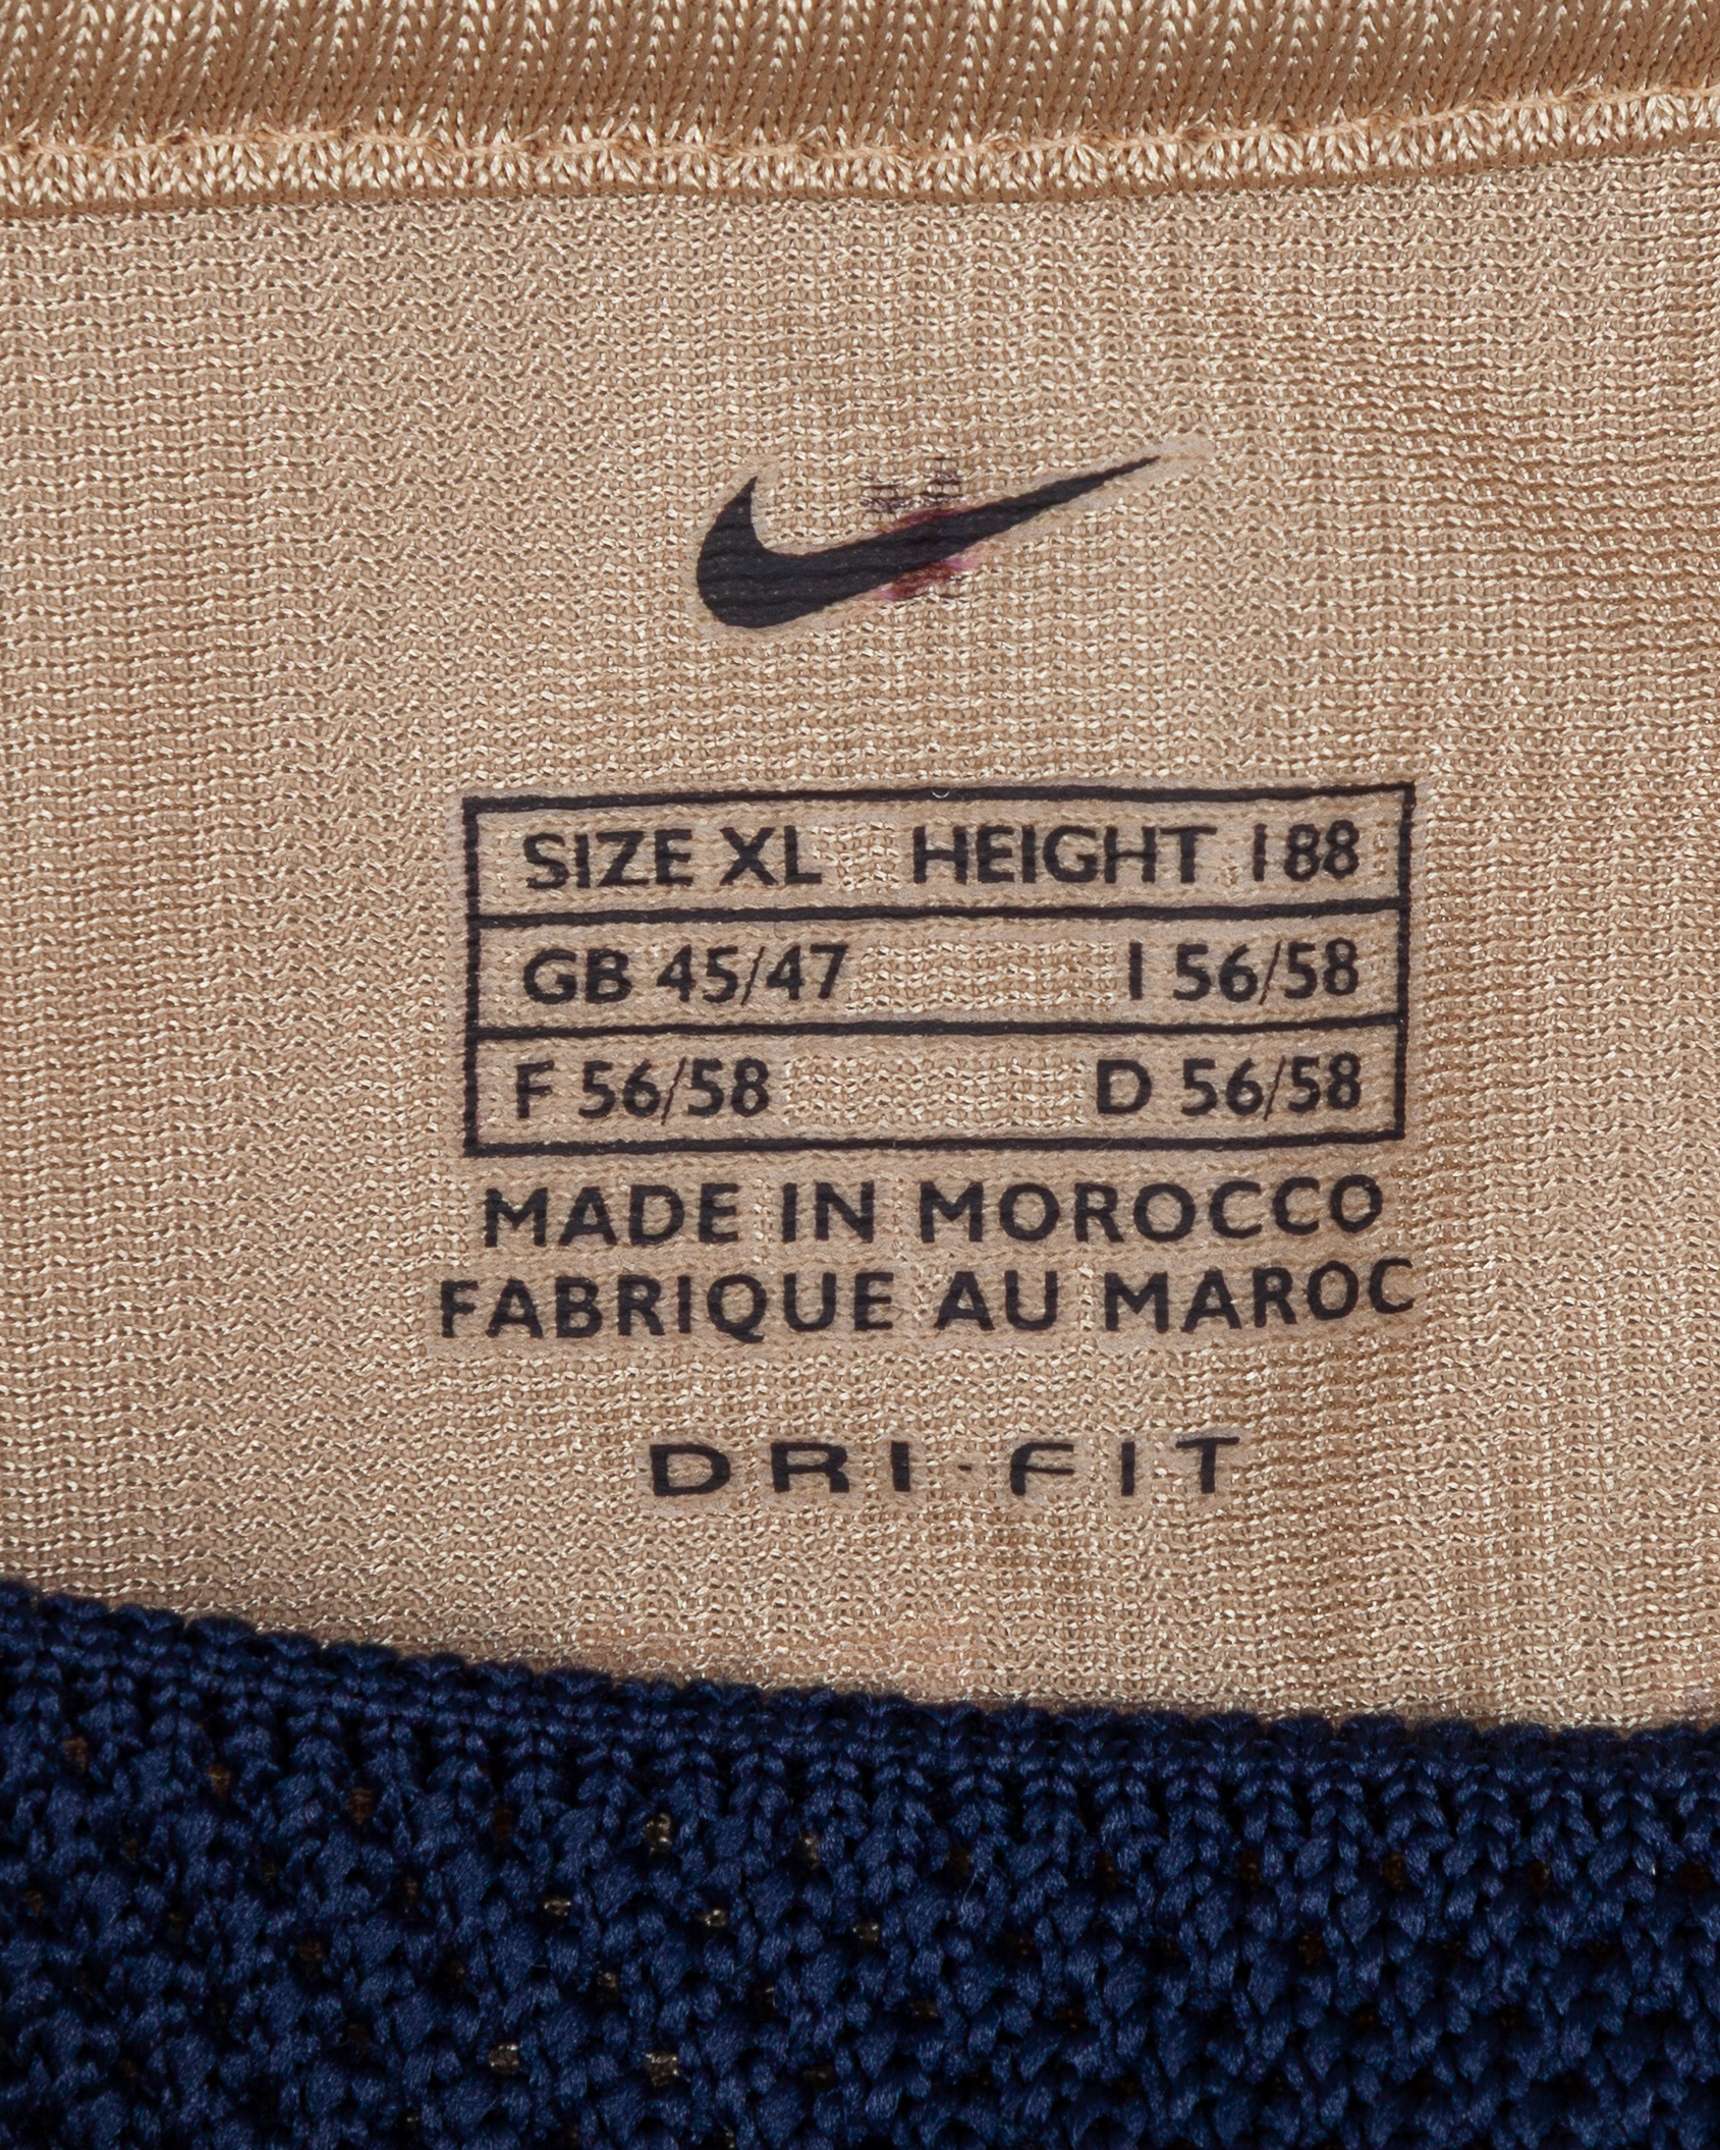 SIZE XL HEIGHT 188
GB 45/47 I 56/58
F 56/58 D 56/58
MADE IN MOROCCO
FABRIQUE AU MAROC
DRI·FIT